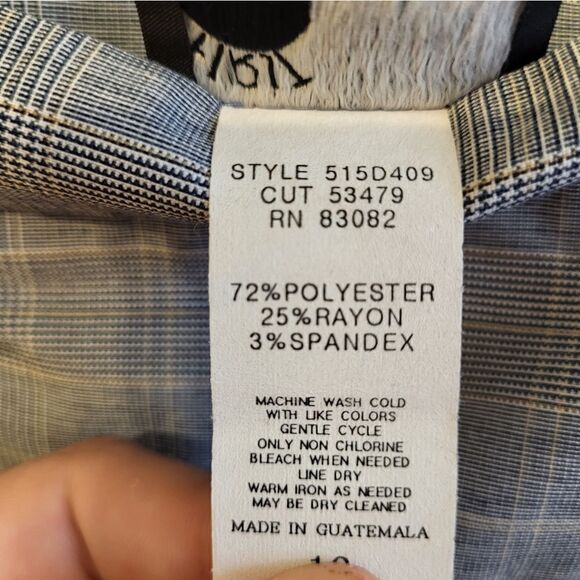 STYLE 515D409
CUT 53479
RN 83082
72%POLYESTER
25%RAYON
3%SPANDEX
MACHINE WASH COLD
WITH LIKE COLORS
GENTLE CYCLE
ONLY NON CHLORINE
BLEACH WHEN NEEDED
LINE DRY
WARM IRON AS NEEDED
MAY BE DRY CLEANED
MADE IN GUATEMALA